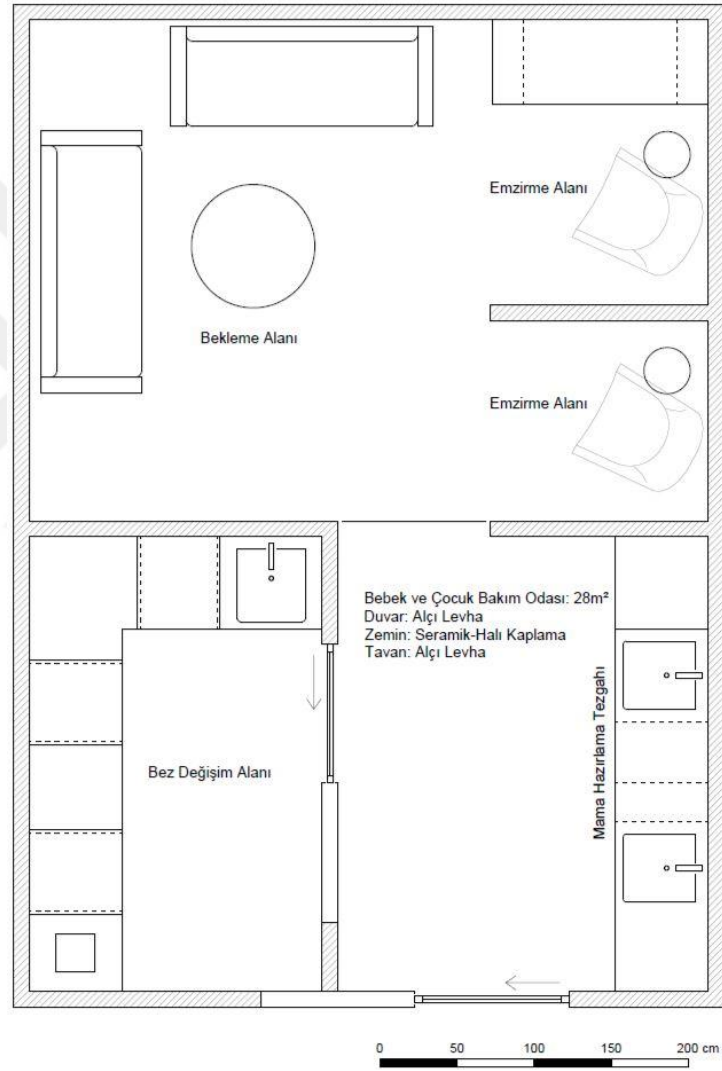 Emzirme Alanı
Bekleme Alanı
Emzirme Alanı
Bebek ve Çocuk Bakım Odası: 28m²
Duvar: Alçı Levha
Zemin: Seramik-Halı Kaplama
Tavan: Alçı Levha
Mama Hazırlama Tezgahı
Bez Değişim Alanı
0 50 100 150 200 cm